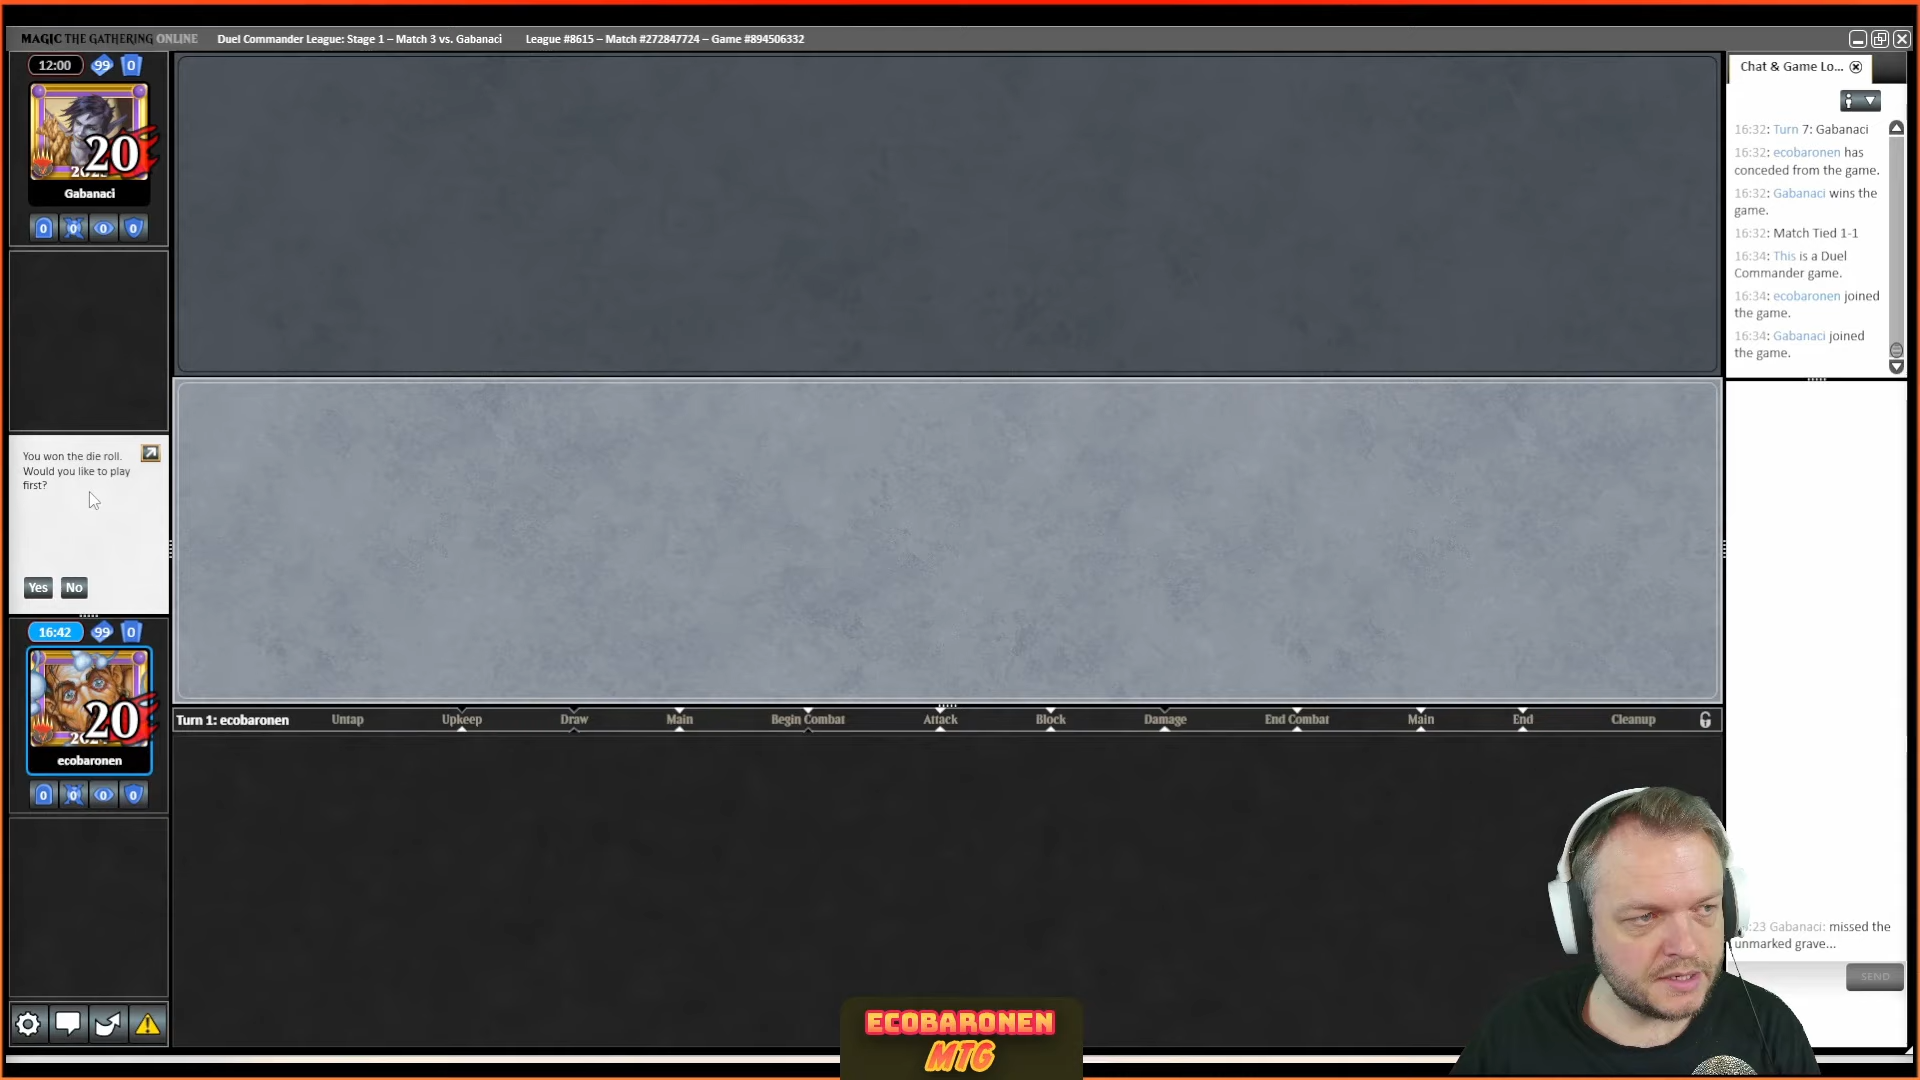 MAGIC THE GATHERING ONLINE
Duel Commander League: Stage 1 – Match 3 vs. Gabanaci
League #8615 – Match #272847724 – Game #894506332
12:00 99 0
20
Gabanaci
0 0 0 0
You won the die roll.
Would you like to play
first?
Yes No
16:42 99 0
20
ecobaronen
0 0 0 0
Turn 1: ecobaronen Untap Upkeep Draw Main Begin Combat Attack Block Damage End Combat Main End Cleanup
Chat & Game Lo...
16:32: Turn 7: Gabanaci
16:32: ecobaronen has
conceded from the game.
16:32: Gabanaci wins the
game.
16:32: Match Tied 1-1
16:34: This is a Duel
Commander game.
16:34: ecobaronen joined
the game.
16:34: Gabanaci joined
the game.
:23 Gabanaci: missed the
unmarked grave...
SEND
ECOBARONEN
MTG